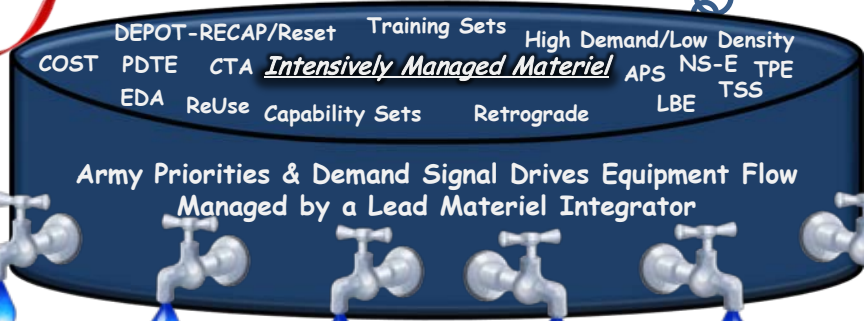 DEPOT-RECAP/Reset Training Sets High Demand/Low Density
COST PDTE CTA Intensively Managed Materiel APS NS-E TPE
EDA ReUse Capability Sets Retrograde LBE TSS
Army Priorities & Demand Signal Drives Equipment Flow
Managed by a Lead Materiel Integrator